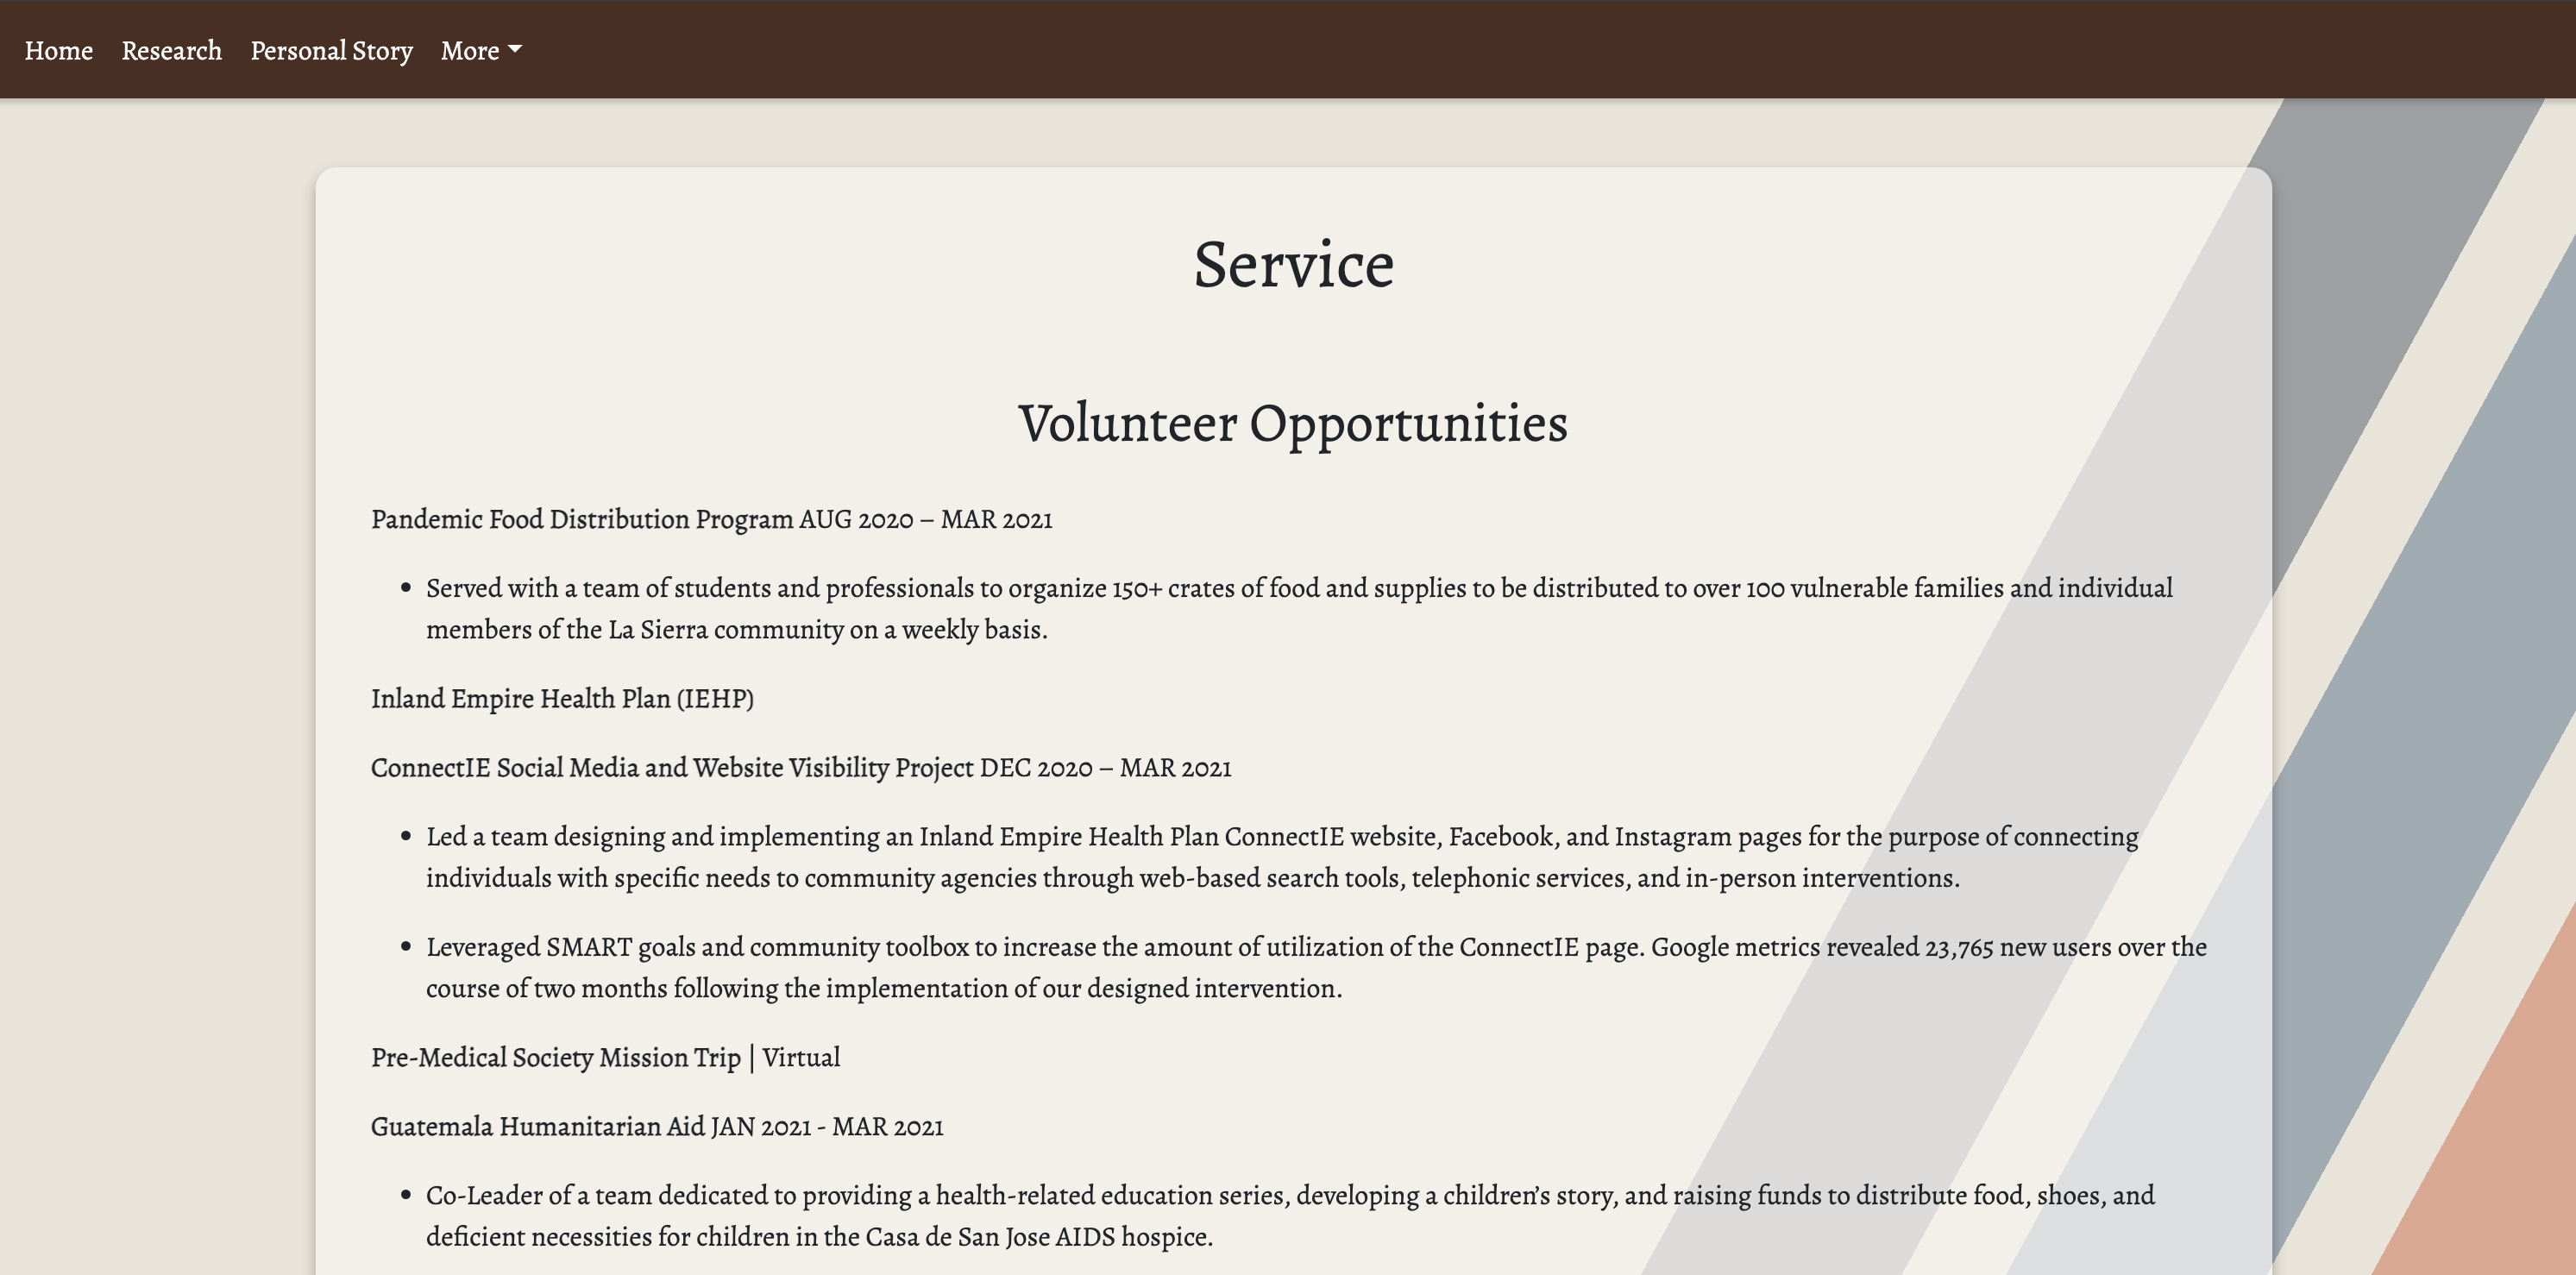 Home Research Personal Story More
Service
Volunteer Opportunities
Pandemic Food Distribution Program AUG 2020 – MAR 2021
• Served with a team of students and professionals to organize 150+ crates of food and supplies to be distributed to over 100 vulnerable families and individual
members of the La Sierra community on a weekly basis.
Inland Empire Health Plan (IEHP)
ConnectIE Social Media and Website Visibility Project DEC 2020 – MAR 2021
• Led a team designing and implementing an Inland Empire Health Plan ConnectIE website, Facebook, and Instagram pages for the purpose of connecting
individuals with specific needs to community agencies through web-based search tools, telephonic services, and in-person interventions.
• Leveraged SMART goals and community toolbox to increase the amount of utilization of the ConnectIE page. Google metrics revealed 23,765 new users over the
course of two months following the implementation of our designed intervention.
Pre-Medical Society Mission Trip | Virtual
Guatemala Humanitarian Aid JAN 2021 - MAR 2021
• Co-Leader of a team dedicated to providing a health-related education series, developing a children’s story, and raising funds to distribute food, shoes, and
deficient necessities for children in the Casa de San Jose AIDS hospice.